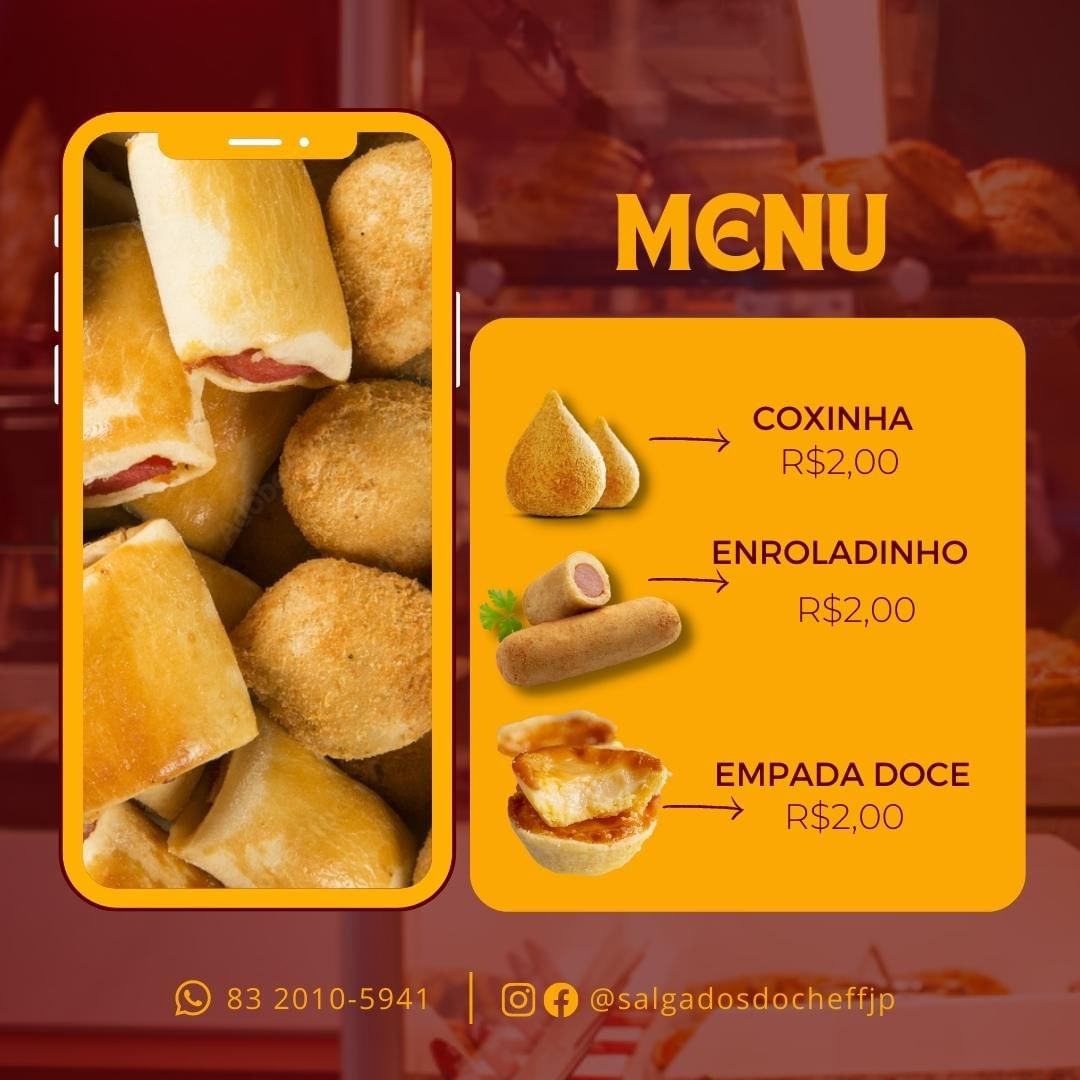 MENU
COXINHA
R$2,00
ENROLADINHO
R$2,00
EMPADA DOCE
R$2,00
83 2010-5941
@salgadosdocheffjp